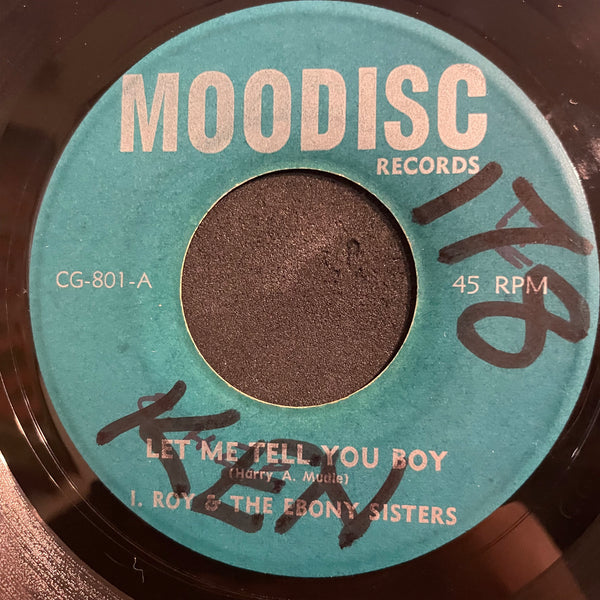 MOODISC
RECORDS
178
CG-801-A
45 RPM
LET ME TELL YOU BOY
(Harry A. Mudie)
KEN
I. ROY & THE EBONY SISTERS